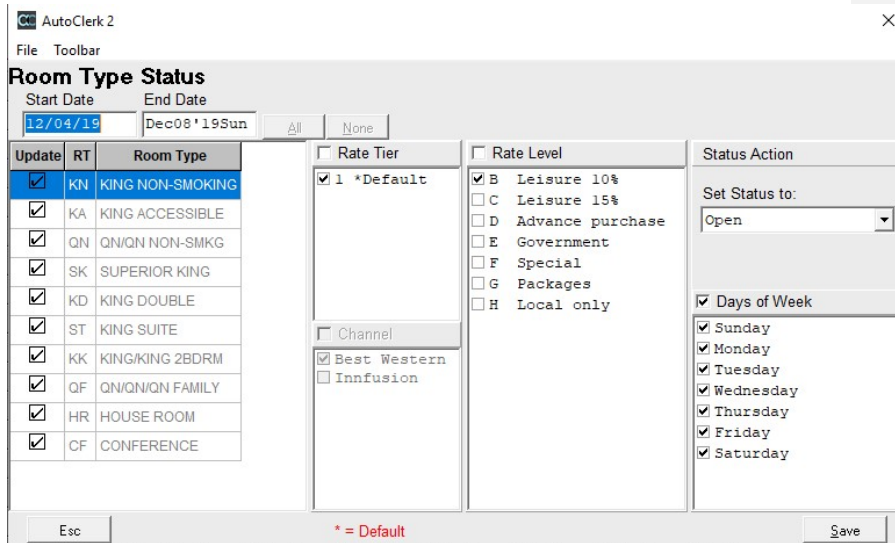 AutoClerk 2
File Toolbar
Room Type Status
Start Date End Date
12/04/19 Dec08'19Sun All None
Update RT Room Type
KN KING NON-SMOKING
KA KING ACCESSIBLE
QN QN/QN NON-SMKG
SK SUPERIOR KING
KD KING DOUBLE
ST KING SUITE
KK KING/KING 2BDRM
QF QN/QN/QN FAMILY
HR HOUSE ROOM
CF CONFERENCE
Rate Tier
1 *Default
Channel
Best Western
Innfusion
Rate Level
B Leisure 10%
C Leisure 15%
D Advance purchase
E Government
F Special
G Packages
H Local only
Status Action
Set Status to:
Open
Days of Week
Sunday
Monday
Tuesday
Wednesday
Thursday
Friday
Saturday
Esc * = Default Save